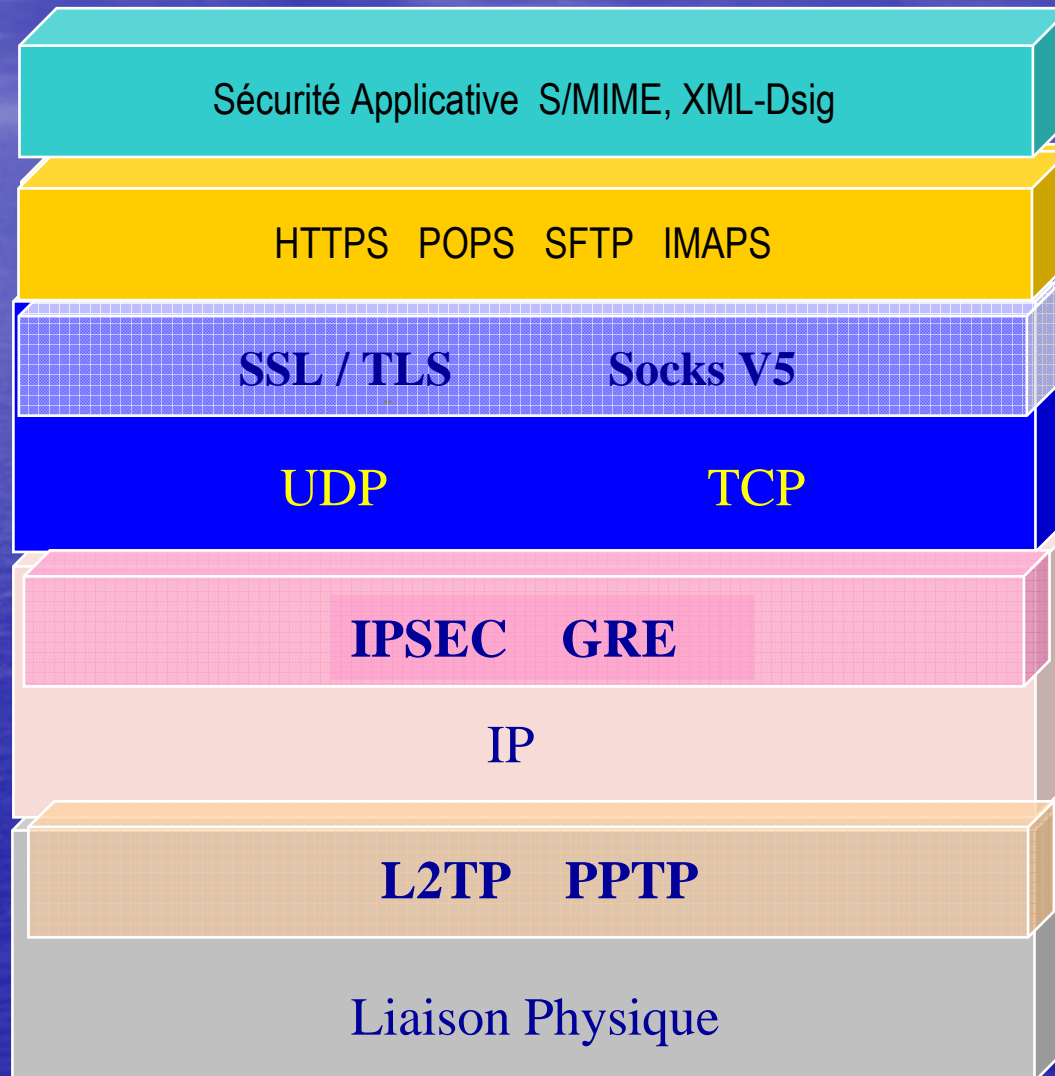 Sécurité Applicative S/MIME, XML-Dsig
HTTPS POPS SFTP IMAPS
SSL / TLS Socks V5
UDP TCP
IPSEC GRE
IP
L2TP PPTP
Liaison Physique